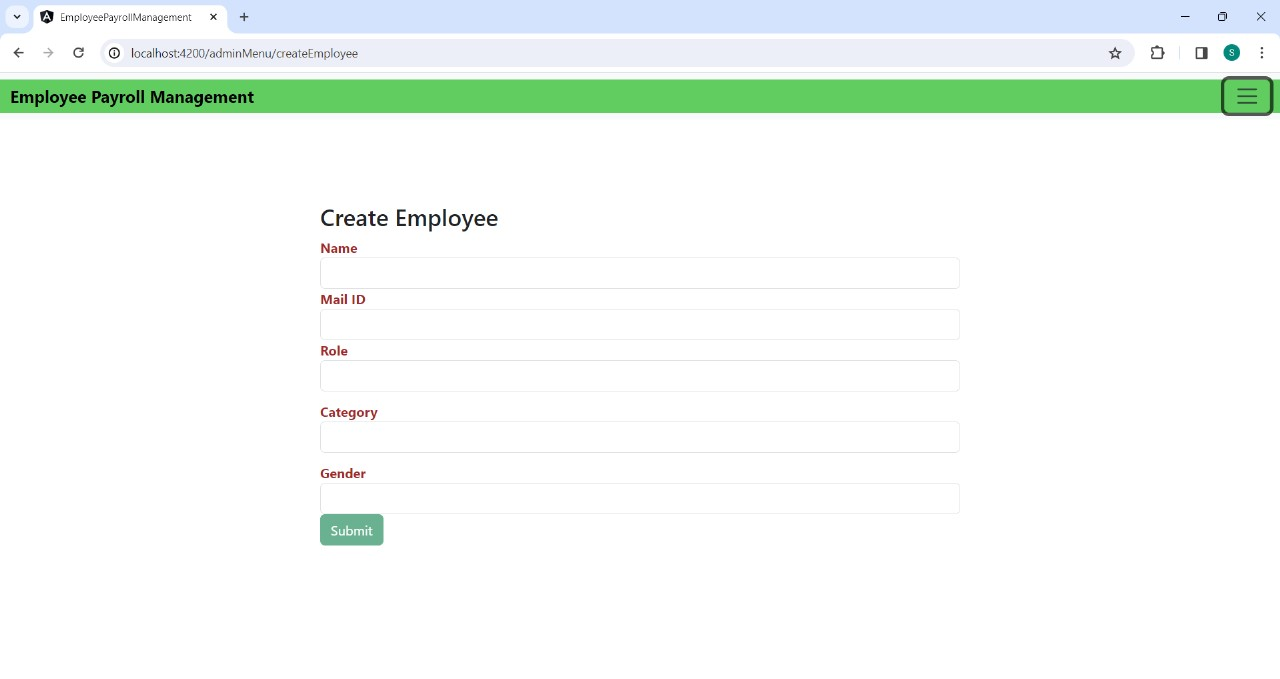 EmployeePayrollManagement
localhost:4200/adminMenu/createEmployee
S
Employee Payroll Management
Create Employee
Name
Mail ID
Role
Category
Gender
Submit